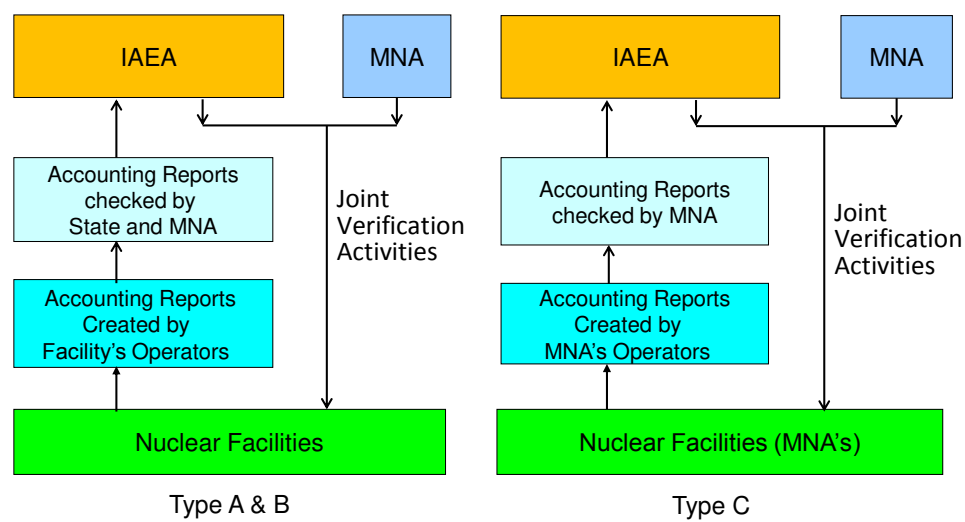 IAEA
MNA
Accounting Reports
checked by
State and MNA
Joint
Verification
Activities
Accounting Reports
Created by
Facility's Operators
Nuclear Facilities
Type A & B
IAEA
MNA
Accounting Reports
checked by MNA
Joint
Verification
Activities
Accounting Reports
Created by
MNA's Operators
Nuclear Facilities (MNA's)
Type C